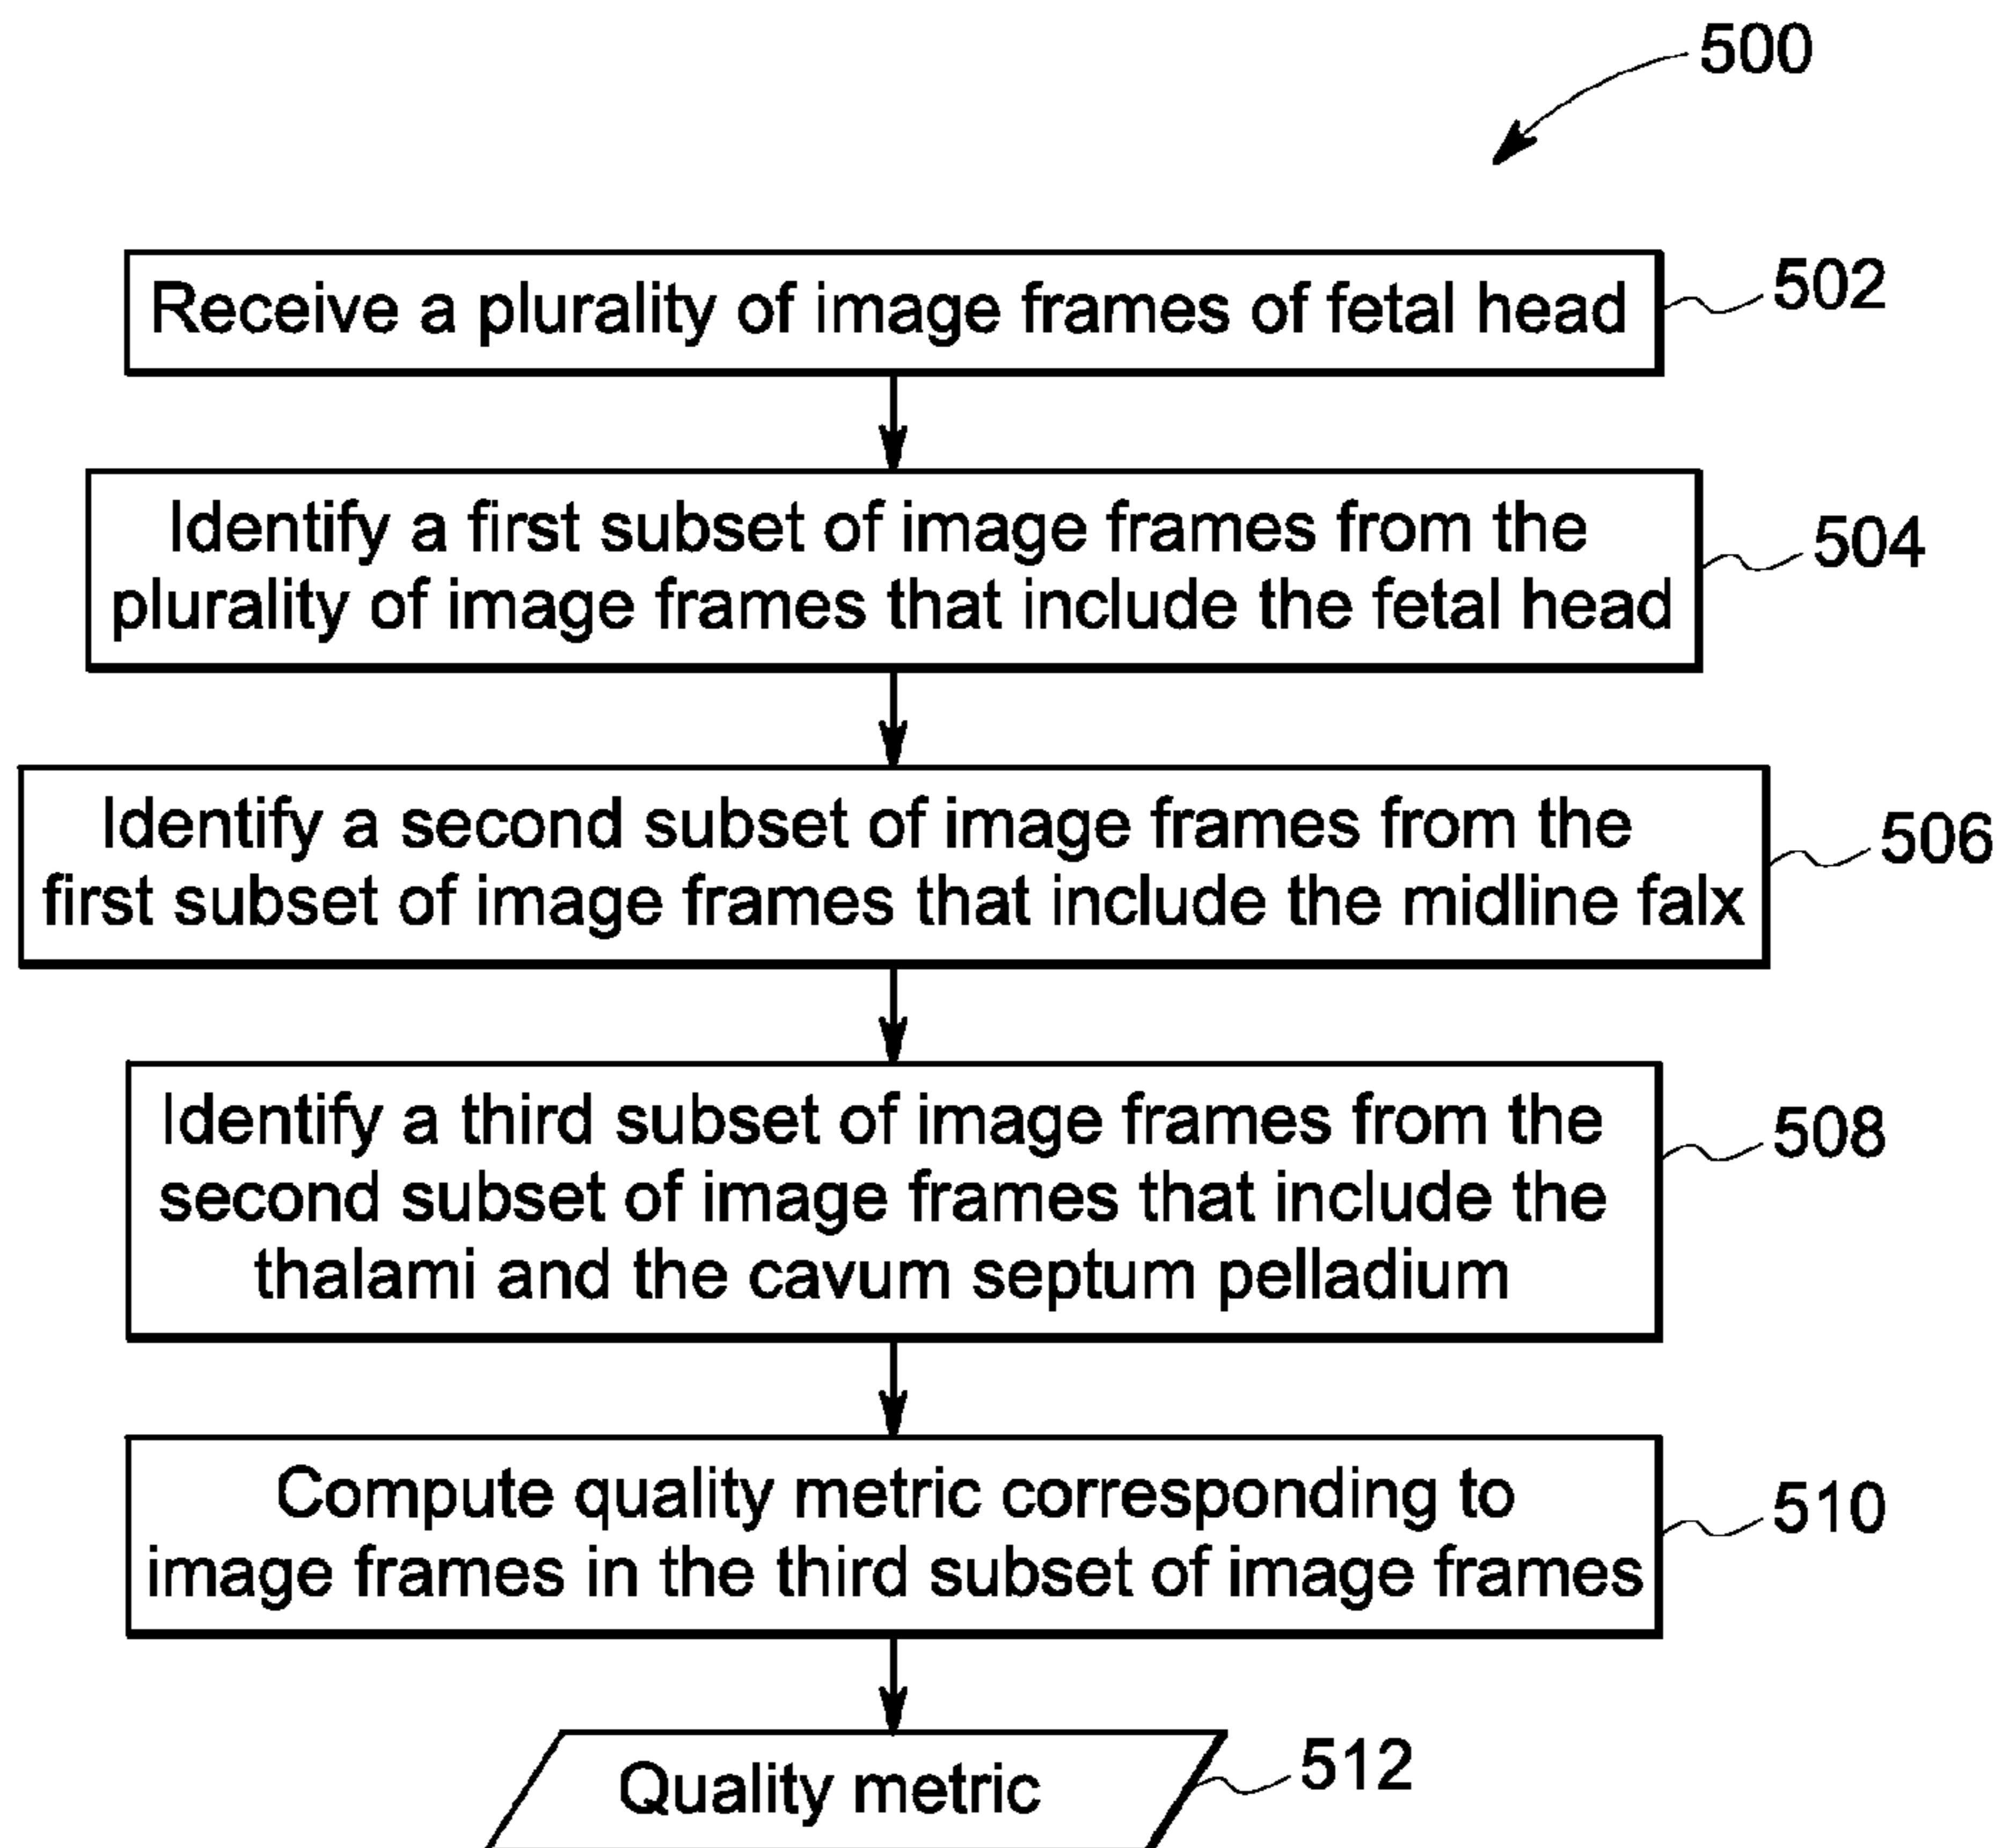 500
Receive a plurality of image frames of fetal head
502
Identify a first subset of image frames from the
plurality of image frames that include the fetal head
504
Identify a second subset of image frames from the
first subset of image frames that include the midline falx
506
Identify a third subset of image frames from the
second subset of image frames that include the
thalami and the cavum septum pelladium
508
Compute quality metric corresponding to
image frames in the third subset of image frames
510
Quality metric
512